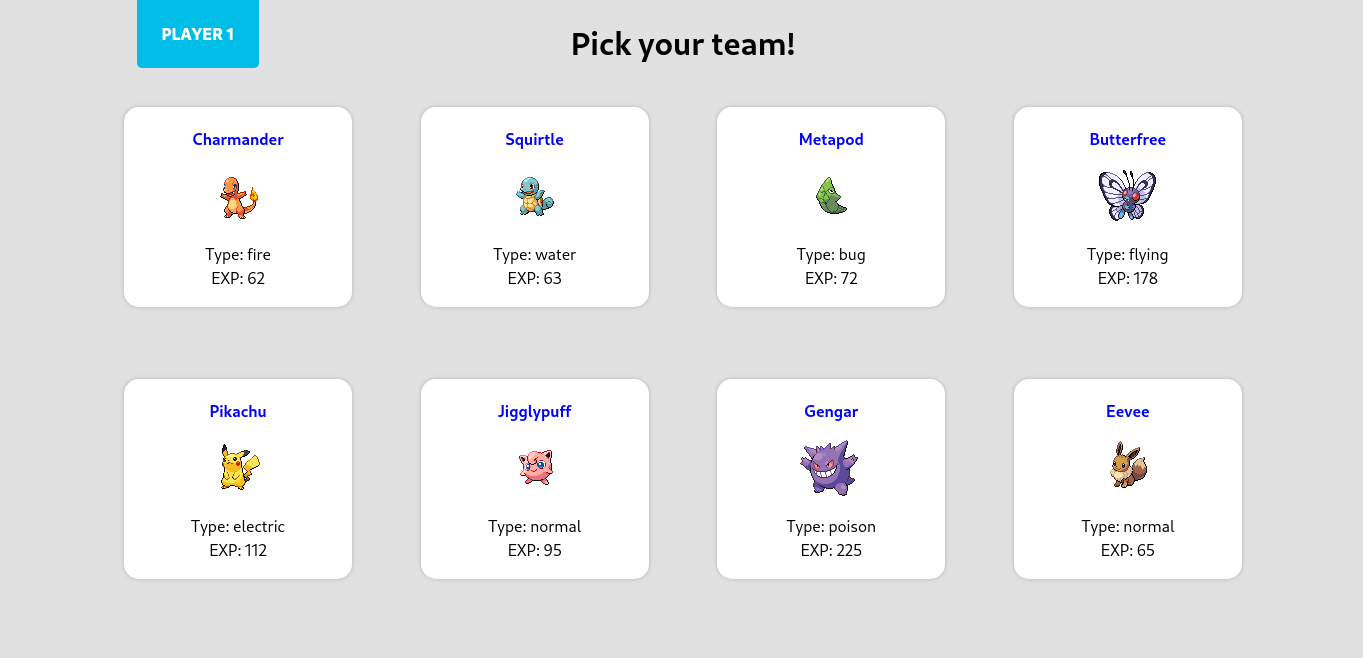 PLAYER 1
Pick your team!
Charmander
Type: fire
EXP: 62
Squirtle
Type: water
EXP: 63
Metapod
Type: bug
EXP: 72
Butterfree
Type: flying
EXP: 178
Pikachu
Type: electric
EXP: 112
Jigglypuff
Type: normal
EXP: 95
Gengar
Type: poison
EXP: 225
Eevee
Type: normal
EXP: 65